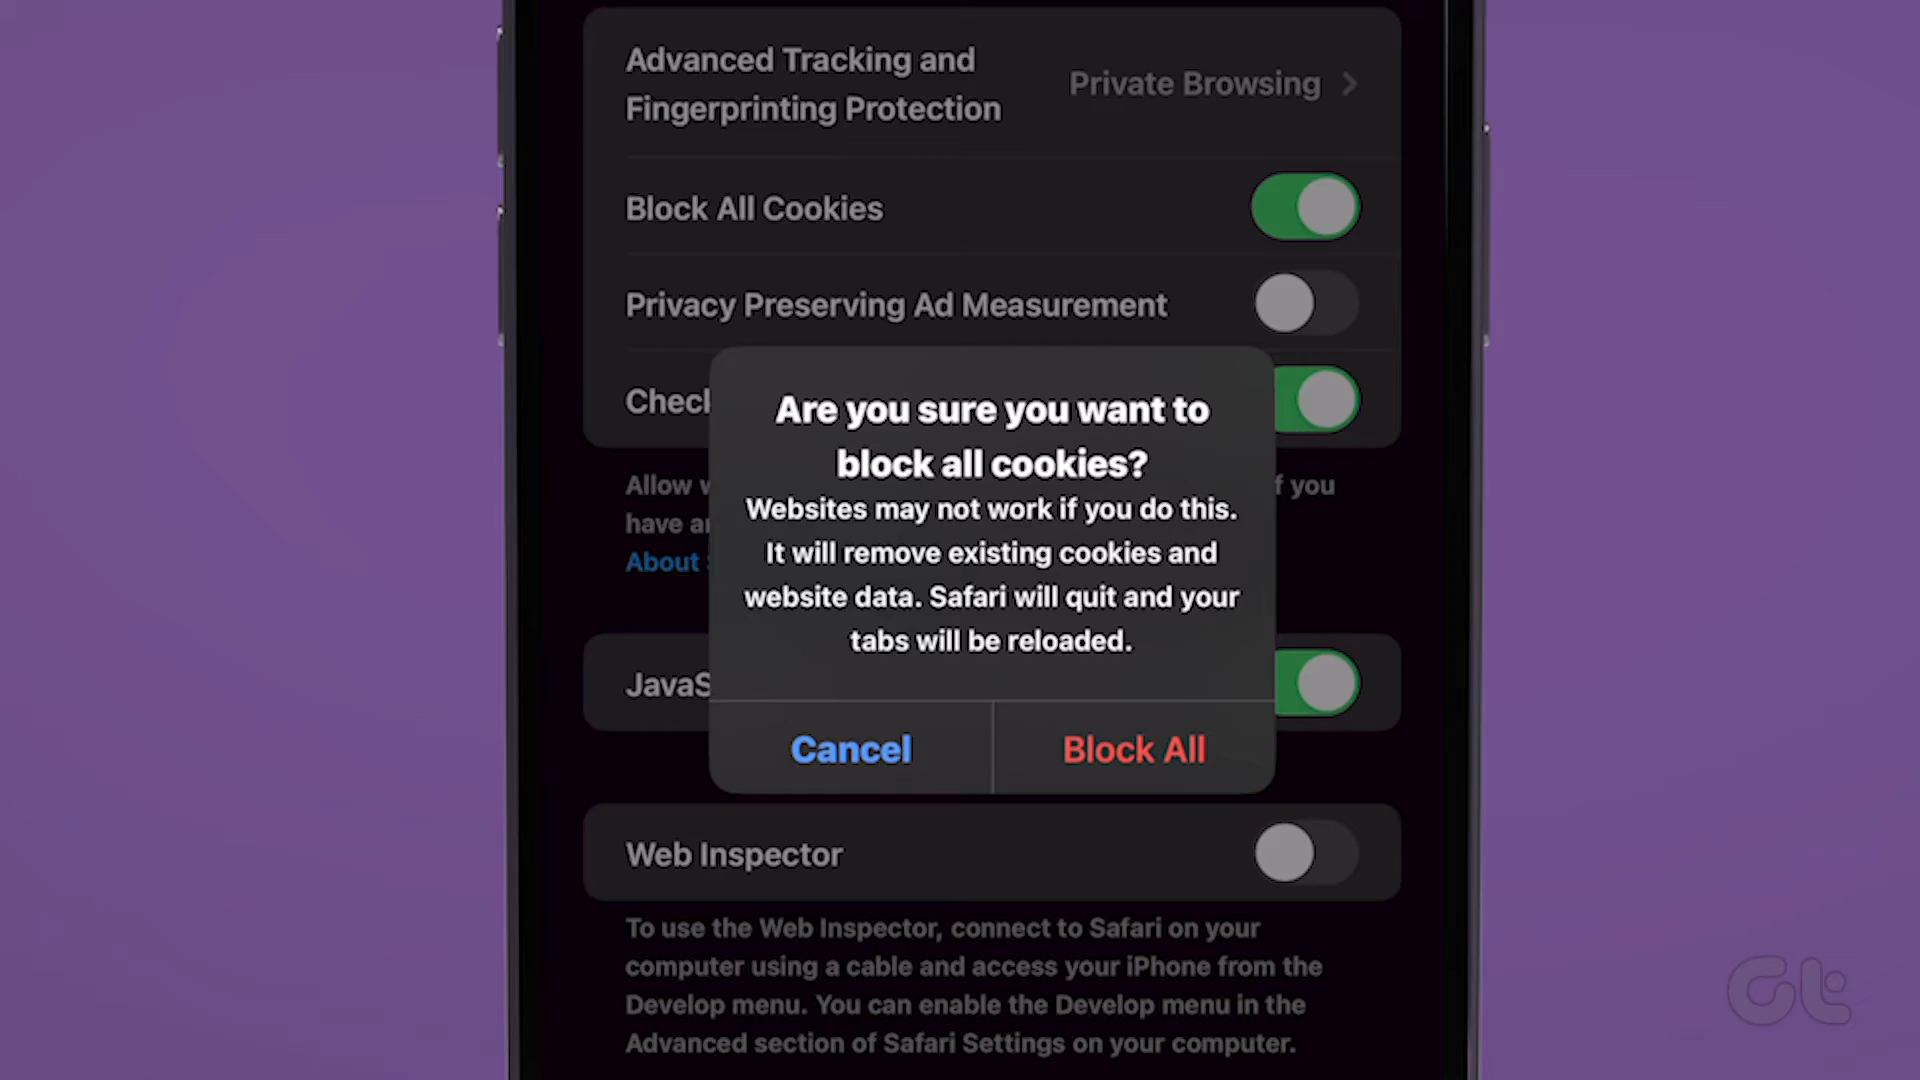 Advanced Tracking and
Fingerprinting Protection
Private Browsing
Block All Cookies
Privacy Preserving Ad Measurement
Are you sure you want to
block all cookies?
Websites may not work if you do this.
It will remove existing cookies and
website data. Safari will quit and your
tabs will be reloaded.
Allow
you
have
About
Cancel
Block All
Web Inspector
To use the Web Inspector, connect to Safari on your
computer using a cable and access your iPhone from the
Develop menu. You can enable the Develop menu in the
Advanced section of Safari Settings on your computer.
Gt